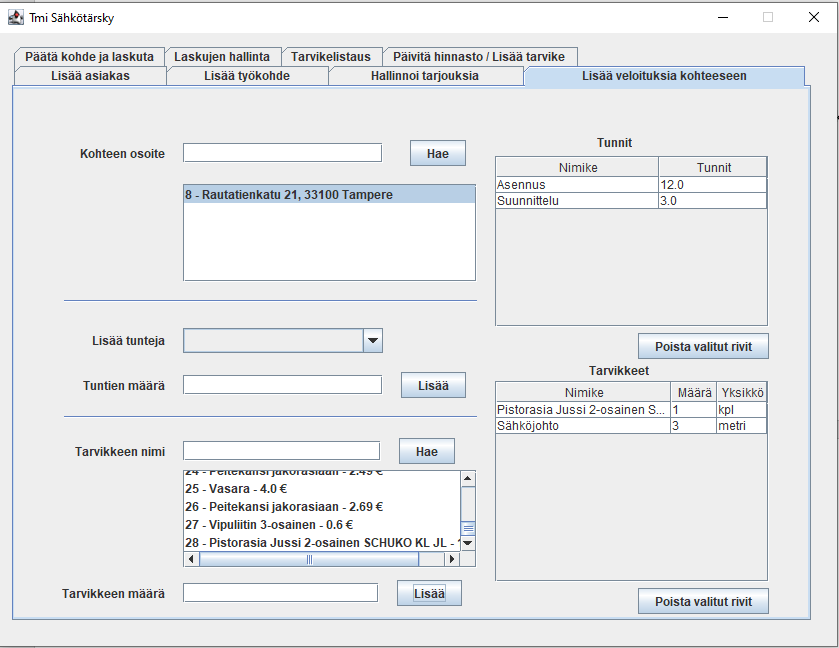 Tmi Sähkötärsky
Päätä kohde ja laskuta Laskujen hallinta Tarvikelistaus Päivitä hinnasto / Lisää tarvike
Lisää asiakas Lisää työkohde Hallinnoi tarjouksia Lisää veloituksia kohteeseen
Kohteen osoite Hae
8 - Rautatienkatu 21, 33100 Tampere
Lisää tunteja
Tuntien määrä Lisää
Tarvikkeen nimi Hae
24 - Peitekansi jakorasiaan - 2.49 €
25 - Vasara - 4.0 €
26 - Peitekansi jakorasiaan - 2.69 €
27 - Vipuliitin 3-osainen - 0.6 €
28 - Pistorasia Jussi 2-osainen SCHUKO KL JL -
Tarvikkeen määrä Lisää
Tunnit
Nimike Tunnit
Asennus 12.0
Suunnittelu 3.0
Poista valitut rivit
Tarvikkeet
Nimike Määrä Yksikkö
Pistorasia Jussi 2-osainen S... 1 kpl
Sähköjohto 3 metri
Poista valitut rivit